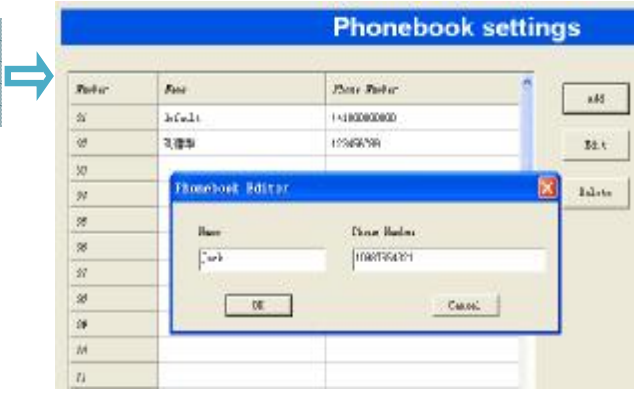 Phonebook settings
Number Name Phone Number
01 Default
02 123456789
03
04
05
06
07
08
09
10
11
Add
Edit
Delete
Phonebook Editor
Name Phone Number
Jack
OK Cancel